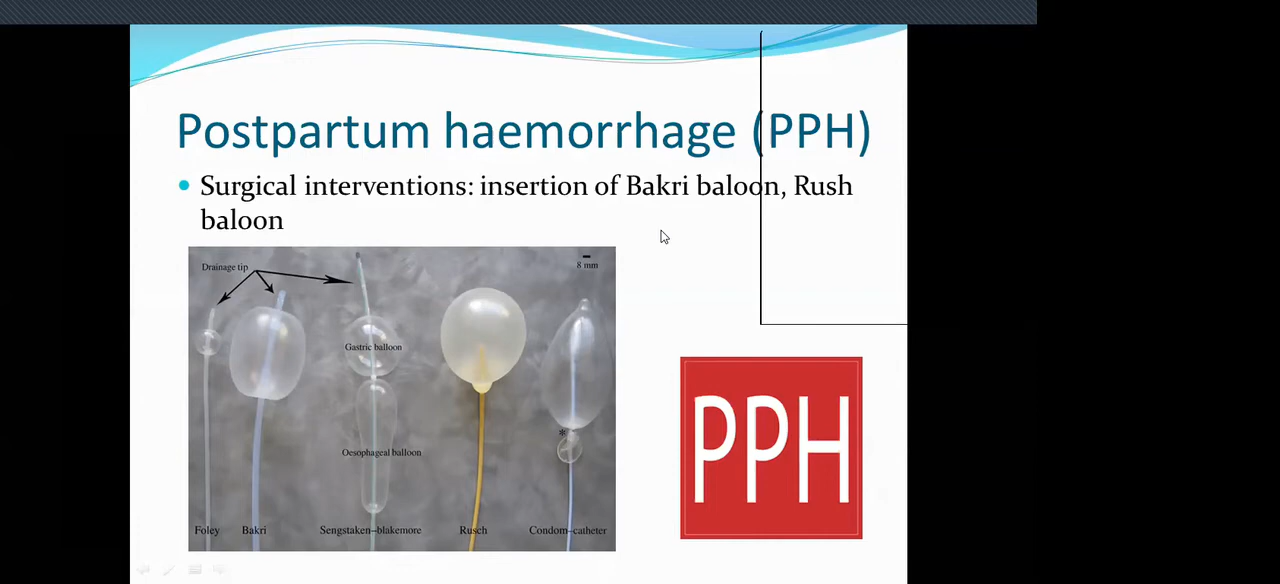 Postpartum haemorrhage (PPH)
Surgical interventions: insertion of Bakri baloon, Rush
baloon
Drainage tip
8 mm
Gastric balloon
*
Oesophageal balloon
Foley Bakri Sengstaken–blakemore Rusch Condom–catheter
PPH